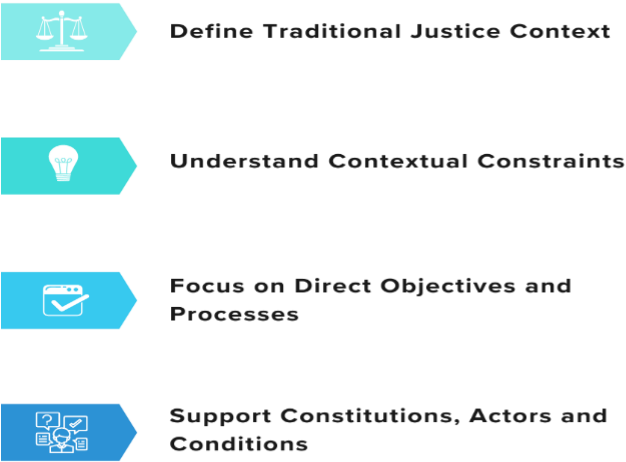 Define Traditional Justice Context
Understand Contextual Constraints
Focus on Direct Objectives and
Processes
Support Constitutions, Actors and
Conditions